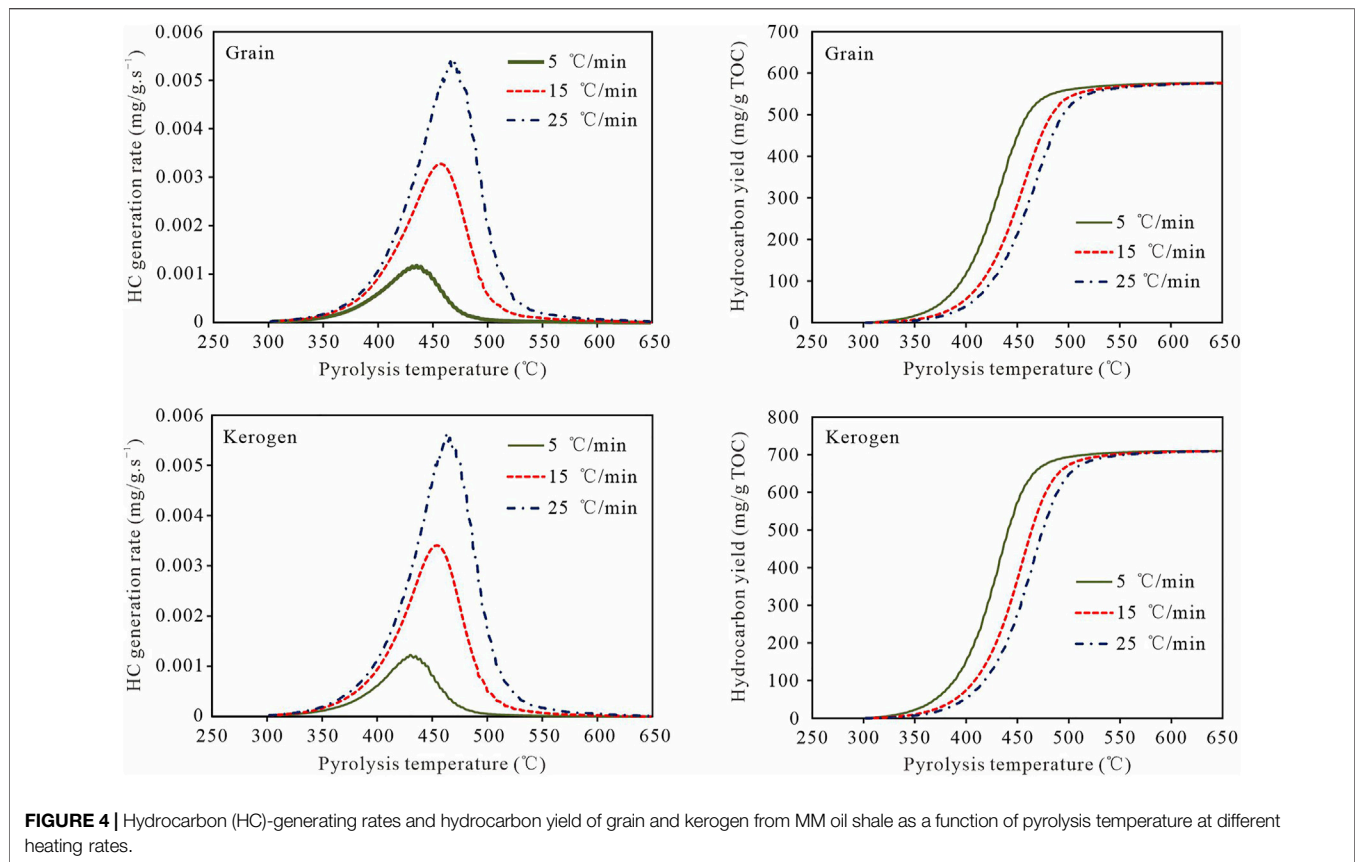 Grain
5 ℃/min
15 ℃/min
25 ℃/min
HC generation rate (mg/g.s⁻¹)
0.006
0.005
0.004
0.003
0.002
0.001
0
250 300 350 400 450 500 550 600 650
Pyrolysis temperature (℃)
Grain
5 ℃/min
15 ℃/min
25 ℃/min
Hydrocarbon yield (mg/g TOC)
700
600
500
400
300
200
100
0
250 300 350 400 450 500 550 600 650
Pyrolysis temperature (℃)
Kerogen
5 ℃/min
15 ℃/min
25 ℃/min
HC generation rate (mg/g.s⁻¹)
0.006
0.005
0.004
0.003
0.002
0.001
0
250 300 350 400 450 500 550 600 650
Pyrolysis temperature (℃)
Kerogen
5 ℃/min
15 ℃/min
25 ℃/min
Hydrocarbon yield (mg/g TOC)
800
700
600
500
400
300
200
100
0
250 300 350 400 450 500 550 600 650
Pyrolysis temperature (℃)
FIGURE 4 | Hydrocarbon (HC)-generating rates and hydrocarbon yield of grain and kerogen from MM oil shale as a function of pyrolysis temperature at different
heating rates.